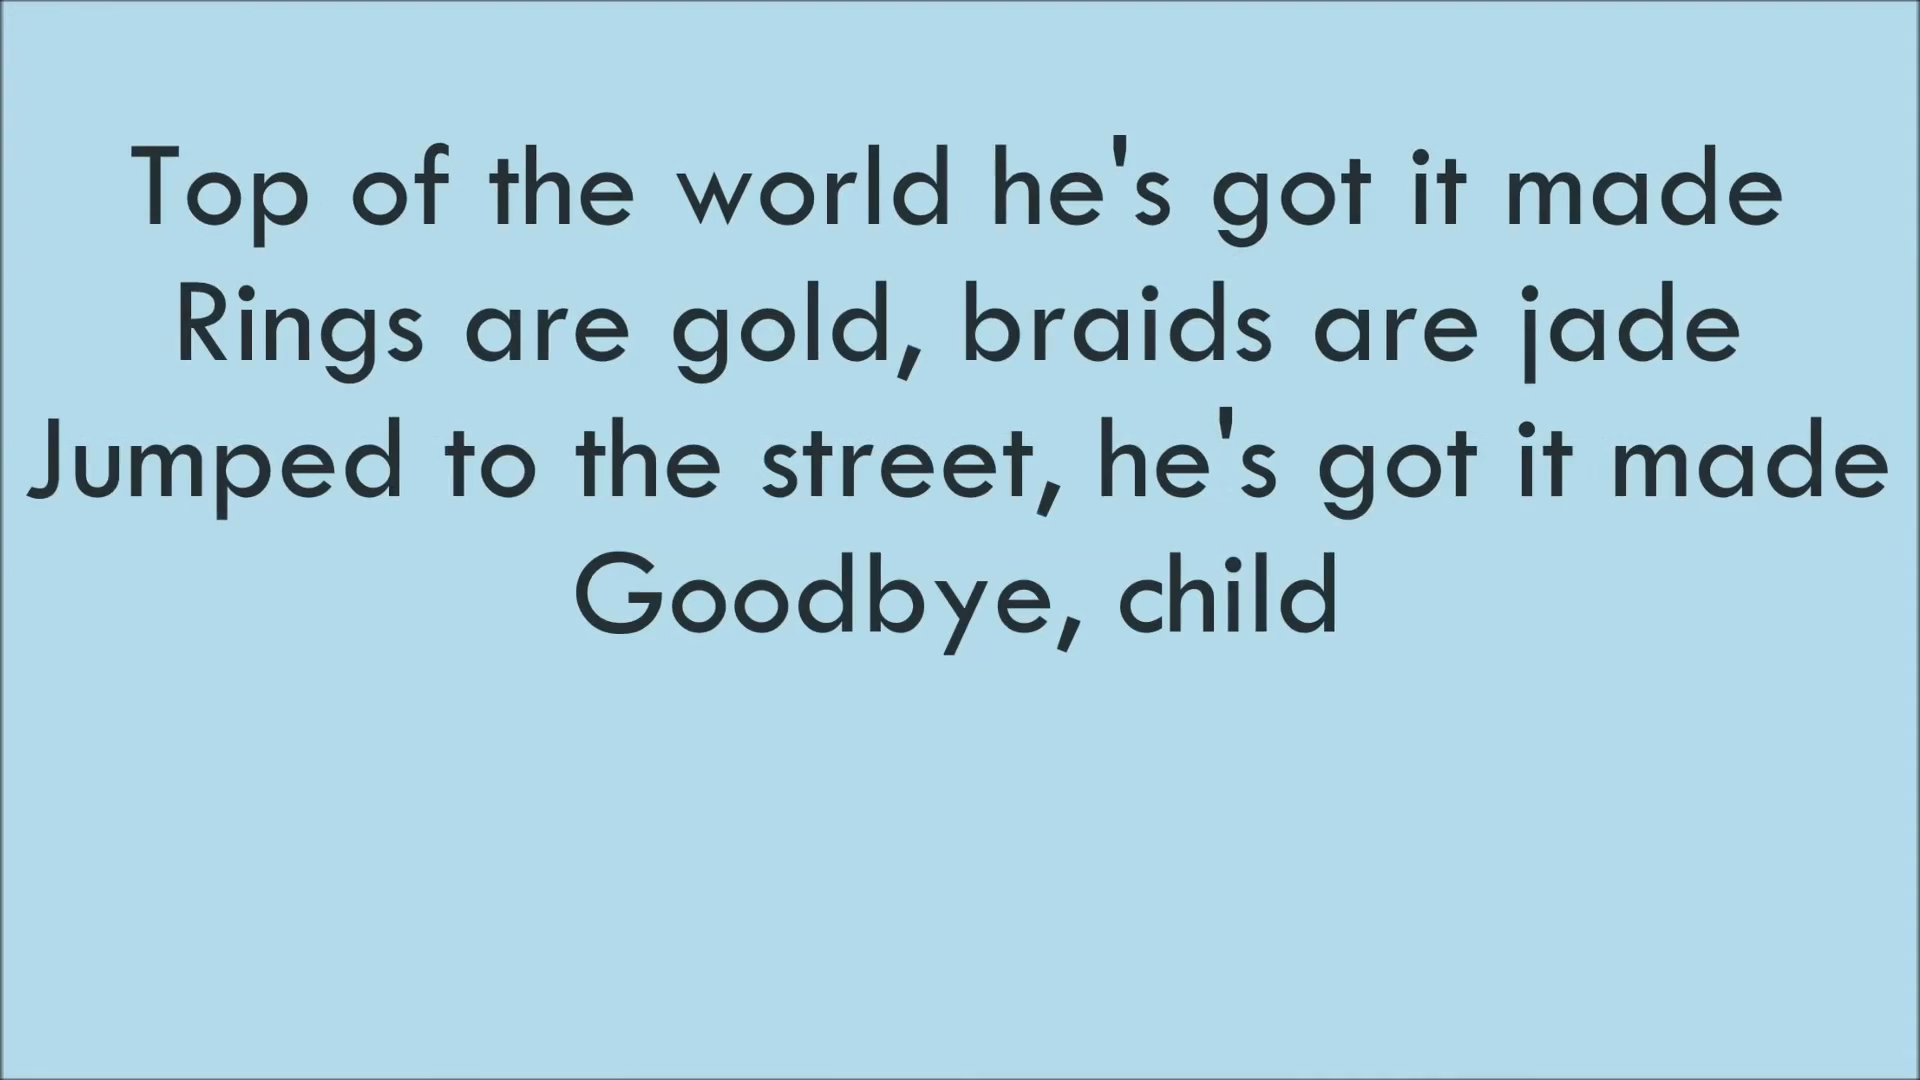 Top of the world he's got it made
Rings are gold, braids are jade
Jumped to the street, he's got it made
Goodbye, child